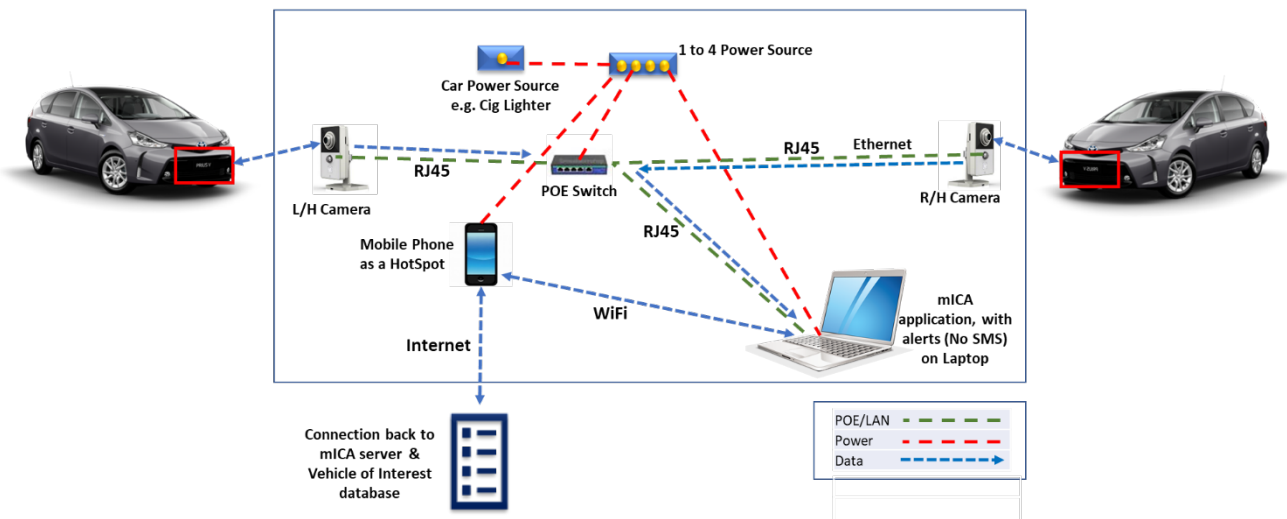 1 to 4 Power Source
Car Power Source
e.g. Cig Lighter
RJ45
POE Switch
RJ45
Ethernet
L/H Camera
R/H Camera
RJ45
Mobile Phone
as a HotSpot
WiFi
mICA
application, with
alerts (No SMS)
on Laptop
Internet
Connection back to
mICA server &
Vehicle of Interest
database
POE/LAN
Power
Data